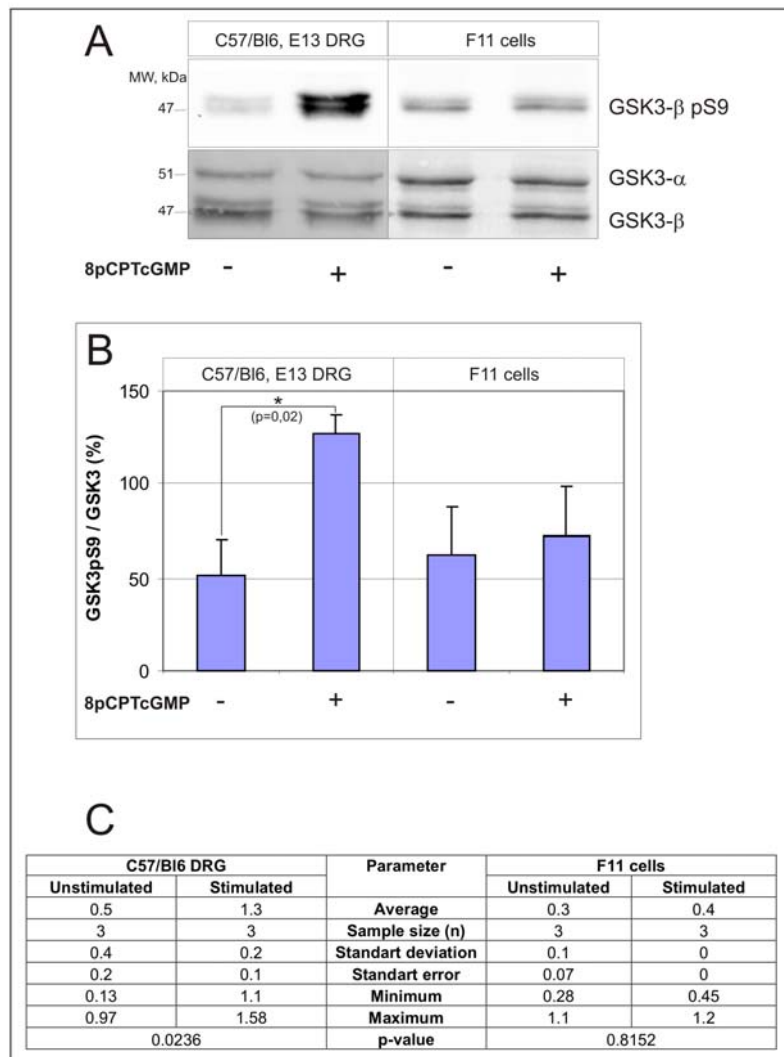 A
C57/Bl6, E13 DRG F11 cells
MW, kDa
47 GSK3-β pS9
51 GSK3-α
47 GSK3-β
8pCPTcGMP - + - +
B
C57/Bl6, E13 DRG F11 cells
150
*
(p=0,02)
100
50
0
GSK3pS9 / GSK3 (%)
8pCPTcGMP - + - +
C
C57/Bl6 DRG Parameter F11 cells
Unstimulated Stimulated Unstimulated Stimulated
0.5 1.3 Average 0.3 0.4
3 3 Sample size (n) 3 3
0.4 0.2 Standart deviation 0.1 0
0.2 0.1 Standart error 0.07 0
0.13 1.1 Minimum 0.28 0.45
0.97 1.58 Maximum 1.1 1.2
0.0236 p-value 0.8152